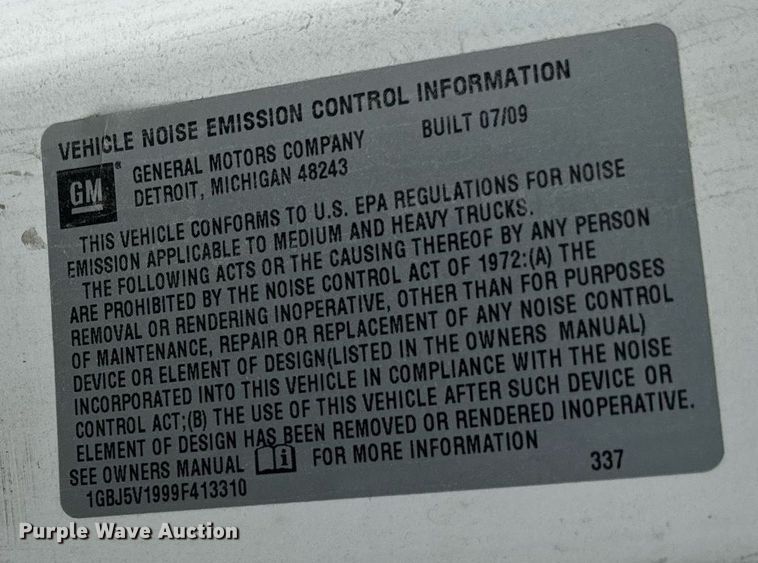 VEHICLE NOISE EMISSION CONTROL INFORMATION
GM®
GENERAL MOTORS COMPANY BUILT 07/09
DETROIT, MICHIGAN 48243
THIS VEHICLE CONFORMS TO U.S. EPA REGULATIONS FOR NOISE
EMISSION APPLICABLE TO MEDIUM AND HEAVY TRUCKS.
THE FOLLOWING ACTS OR THE CAUSING THEREOF BY ANY PERSON
ARE PROHIBITED BY THE NOISE CONTROL ACT OF 1972:(A) THE
REMOVAL OR RENDERING INOPERATIVE, OTHER THAN FOR PURPOSES
OF MAINTENANCE, REPAIR OR REPLACEMENT OF ANY NOISE CONTROL
DEVICE OR ELEMENT OF DESIGN(LISTED IN THE OWNERS MANUAL)
INCORPORATED INTO THIS VEHICLE IN COMPLIANCE WITH THE NOISE
CONTROL ACT;(B) THE USE OF THIS VEHICLE AFTER SUCH DEVICE OR
ELEMENT OF DESIGN HAS BEEN REMOVED OR RENDERED INOPERATIVE.
SEE OWNERS MANUAL i FOR MORE INFORMATION
1GBJ5V1999F413310 337
Purple Wave Auction